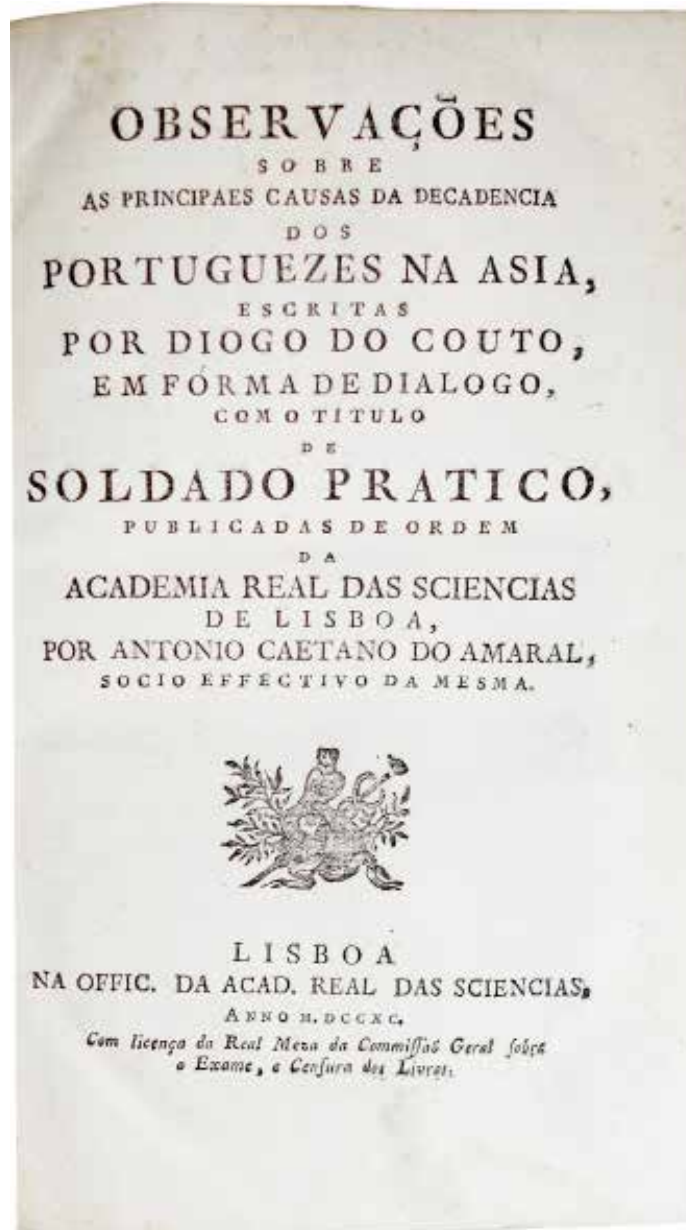 OBSERVAÇÕES
SOBRE
AS PRINCIPAES CAUSAS DA DECADENCIA
DOS
PORTUGUEZES NA ASIA,
ESCRITAS
POR DIOGO DO COUTO,
EM FÓRMA DE DIALOGO,
COM O TÍTULO
DE
SOLDADO PRATICO,
PUBLICADAS DE ORDEM
DA
ACADEMIA REAL DAS SCIENCIAS
DE LISBOA,
POR ANTONIO CAETANO DO AMARAL,
SOCIO EFFECTIVO DA MESMA.
LISBOA
NA OFFIC. DA ACAD. REAL DAS SCIENCIAS,
ANNO M.DCCXC.
Com licença da Real Meza da Commiſſaõ Geral ſobre
o Exame, e Cenſura dos Livros.